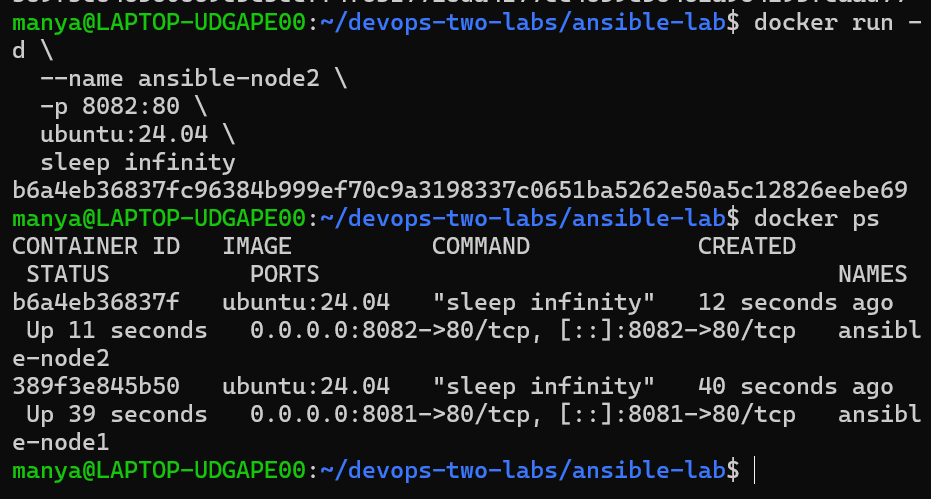 manya@LAPTOP-UDGAPE00:~/devops-two-labs/ansible-lab$ docker run -
d \
  --name ansible-node2 \
  -p 8082:80 \
  ubuntu:24.04 \
  sleep infinity
b6a4eb36837fc96384b999ef70c9a3198337c0651ba5262e50a5c12826eebe69
manya@LAPTOP-UDGAPE00:~/devops-two-labs/ansible-lab$ docker ps
CONTAINER ID   IMAGE          COMMAND            CREATED
 STATUS          PORTS                                     NAMES
b6a4eb36837f   ubuntu:24.04   "sleep infinity"   12 seconds ago
 Up 11 seconds   0.0.0.0:8082->80/tcp, [::]:8082->80/tcp   ansibl
e-node2
389f3e845b50   ubuntu:24.04   "sleep infinity"   40 seconds ago
 Up 39 seconds   0.0.0.0:8081->80/tcp, [::]:8081->80/tcp   ansibl
e-node1
manya@LAPTOP-UDGAPE00:~/devops-two-labs/ansible-lab$